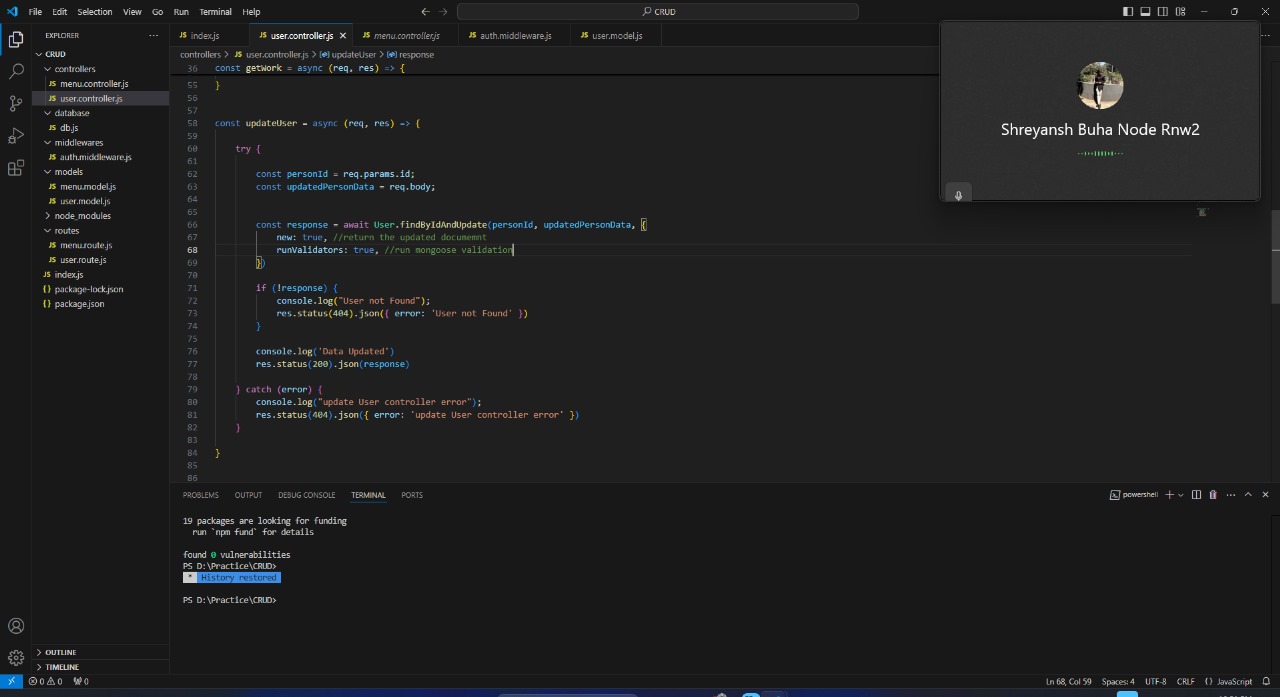 File Edit Selection View Go Run Terminal Help
CRUD
EXPLORER
CRUD
controllers
JS menu.controller.js
JS user.controller.js
database
JS db.js
middlewares
JS auth.middleware.js
models
JS menu.model.js
JS user.model.js
node_modules
routes
JS menu.route.js
JS user.route.js
JS index.js
{} package-lock.json
{} package.json
OUTLINE
TIMELINE
JS index.js JS user.controller.js JS menu.controller.js JS auth.middleware.js JS user.model.js
controllers > JS user.controller.js > updateUser > response
36 const getWork = async (req, res) => {
55 }
56
57
58 const updateUser = async (req, res) => {
59
60 try {
61
62 const personId = req.params.id;
63 const updatedPersonData = req.body;
64
65
66 const response = await User.findByIdAndUpdate(personId, updatedPersonData, {
67 new: true, //return the updated documemnt
68 runValidators: true, //run mongoose validation
69 })
70
71 if (!response) {
72 console.log("User not Found");
73 res.status(404).json({ error: 'User not Found' })
74 }
75
76 console.log('Data Updated')
77 res.status(200).json(response)
78
79 } catch (error) {
80 console.log("update User controller error");
81 res.status(404).json({ error: 'update User controller error' })
82 }
83
84 }
85
86
Shreyansh Buha Node Rnw2
PROBLEMS OUTPUT DEBUG CONSOLE TERMINAL PORTS
powershell
19 packages are looking for funding
run `npm fund` for details
found 0 vulnerabilities
PS D:\Practice\CRUD>
* History restored
PS D:\Practice\CRUD>
0 0 0
Ln 68, Col 59 Spaces: 4 UTF-8 CRLF {} JavaScript